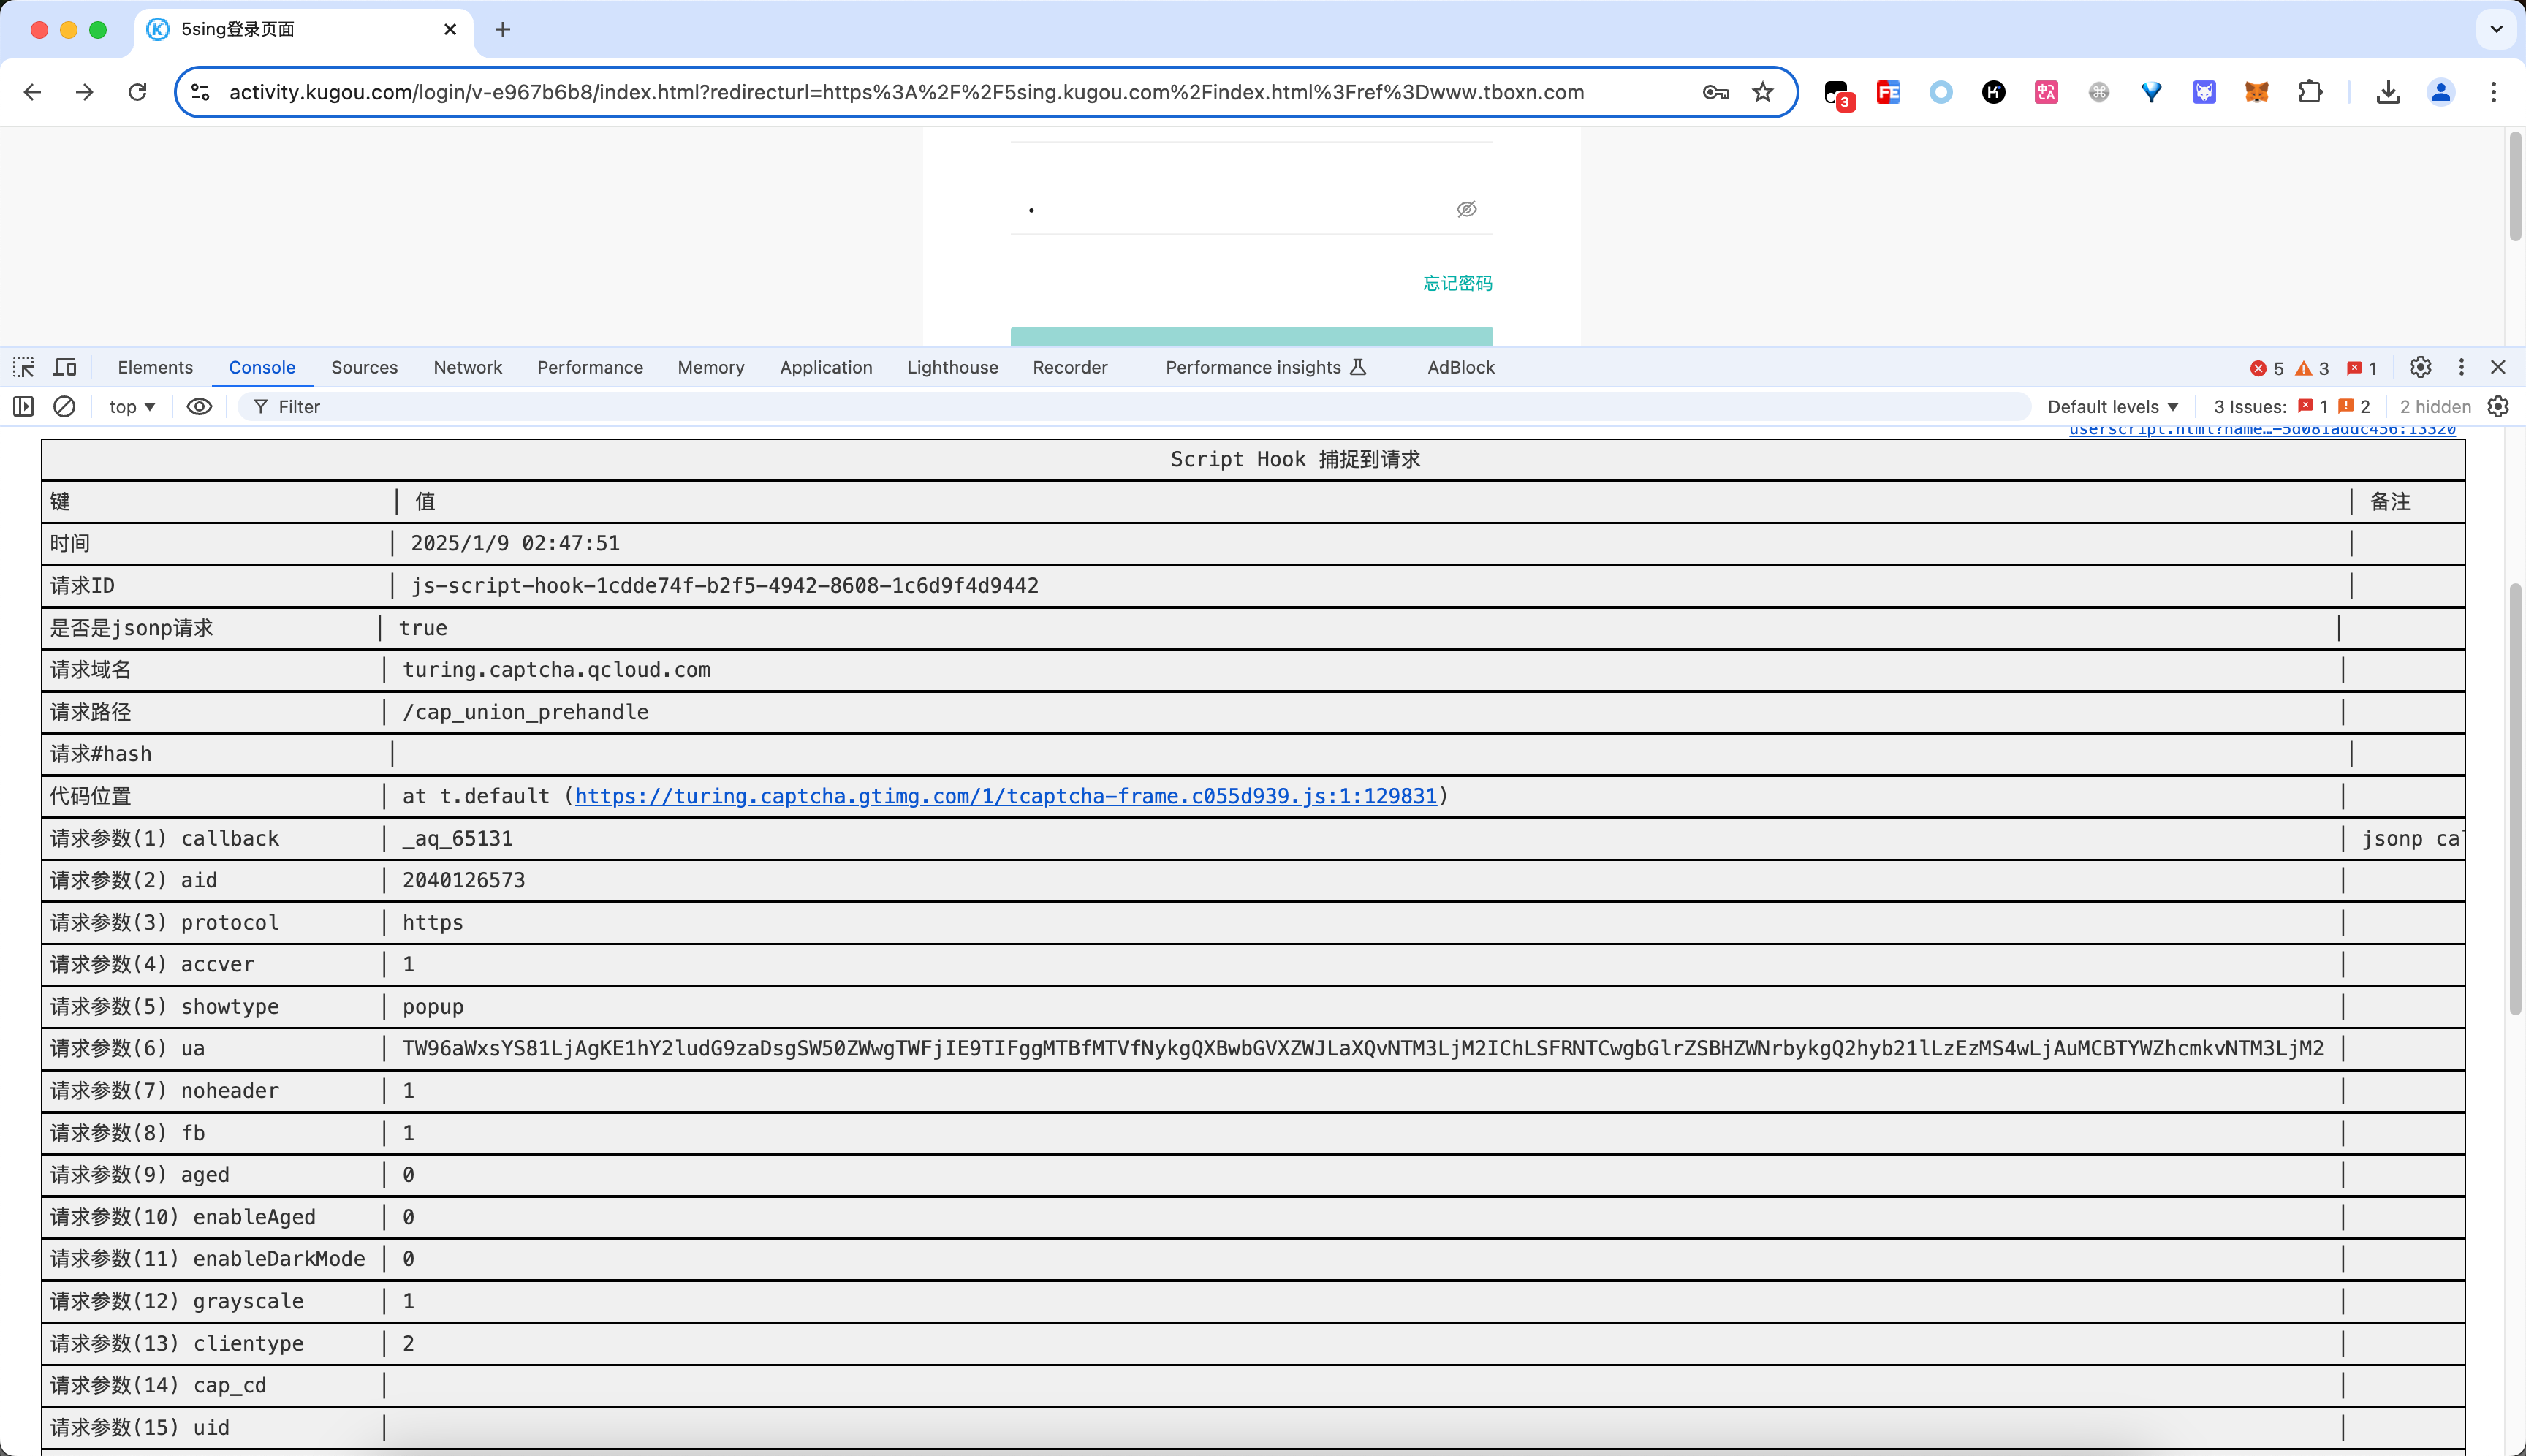 5sing登录页面
activity.kugou.com/login/v-e967b6b8/index.html?redirecturl=https%3A%2F%2F5sing.kugou.com%2Findex.html%3Fref%3Dwww.tboxn.com
3
忘记密码
Elements Console Sources Network Performance Memory Application Lighthouse Recorder Performance insights AdBlock 5 3 1
top Filter Default levels 3 Issues: 1 2 2 hidden
userscript.html?name…-5d081addc456:13320
Script Hook 捕捉到请求
键 | 值 | 备注
时间 | 2025/1/9 02:47:51 |
请求ID | js-script-hook-1cdde74f-b2f5-4942-8608-1c6d9f4d9442 |
是否是jsonp请求 | true |
请求域名 | turing.captcha.qcloud.com |
请求路径 | /cap_union_prehandle |
请求#hash | |
代码位置 | at t.default (https://turing.captcha.gtimg.com/1/tcaptcha-frame.c055d939.js:1:129831) |
请求参数(1) callback | _aq_65131 | jsonp cal
请求参数(2) aid | 2040126573 |
请求参数(3) protocol | https |
请求参数(4) accver | 1 |
请求参数(5) showtype | popup |
请求参数(6) ua | TW96aWxsYS81LjAgKE1hY2ludG9zaDsgSW50ZWwgTWFjIE9TIFggMTBfMTVfNykgQXBwbGVXZWJLaXQvNTM3LjM2IChLSFRNTCwgbGlrZSBHZWNrbykgQ2hyb21lLzEzMS4wLjAuMCBTYWZhcmkvNTM3LjM2 |
请求参数(7) noheader | 1 |
请求参数(8) fb | 1 |
请求参数(9) aged | 0 |
请求参数(10) enableAged | 0 |
请求参数(11) enableDarkMode | 0 |
请求参数(12) grayscale | 1 |
请求参数(13) clientype | 2 |
请求参数(14) cap_cd | |
请求参数(15) uid | |